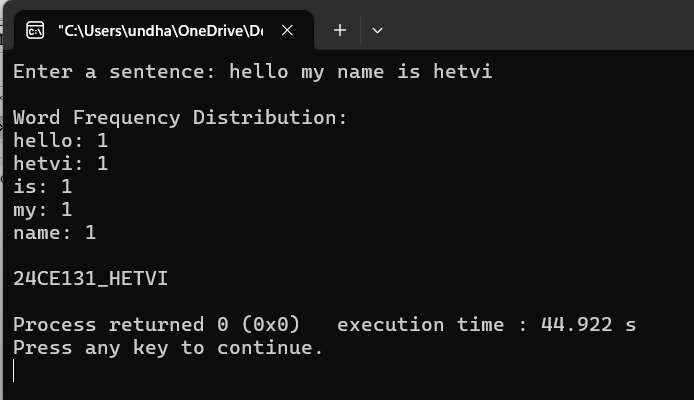 "C:\Users\undha\OneDrive\De
Enter a sentence: hello my name is hetvi
Word Frequency Distribution:
hello: 1
hetvi: 1
is: 1
my: 1
name: 1
24CE131_HETVI
Process returned 0 (0x0)   execution time : 44.922 s
Press any key to continue.